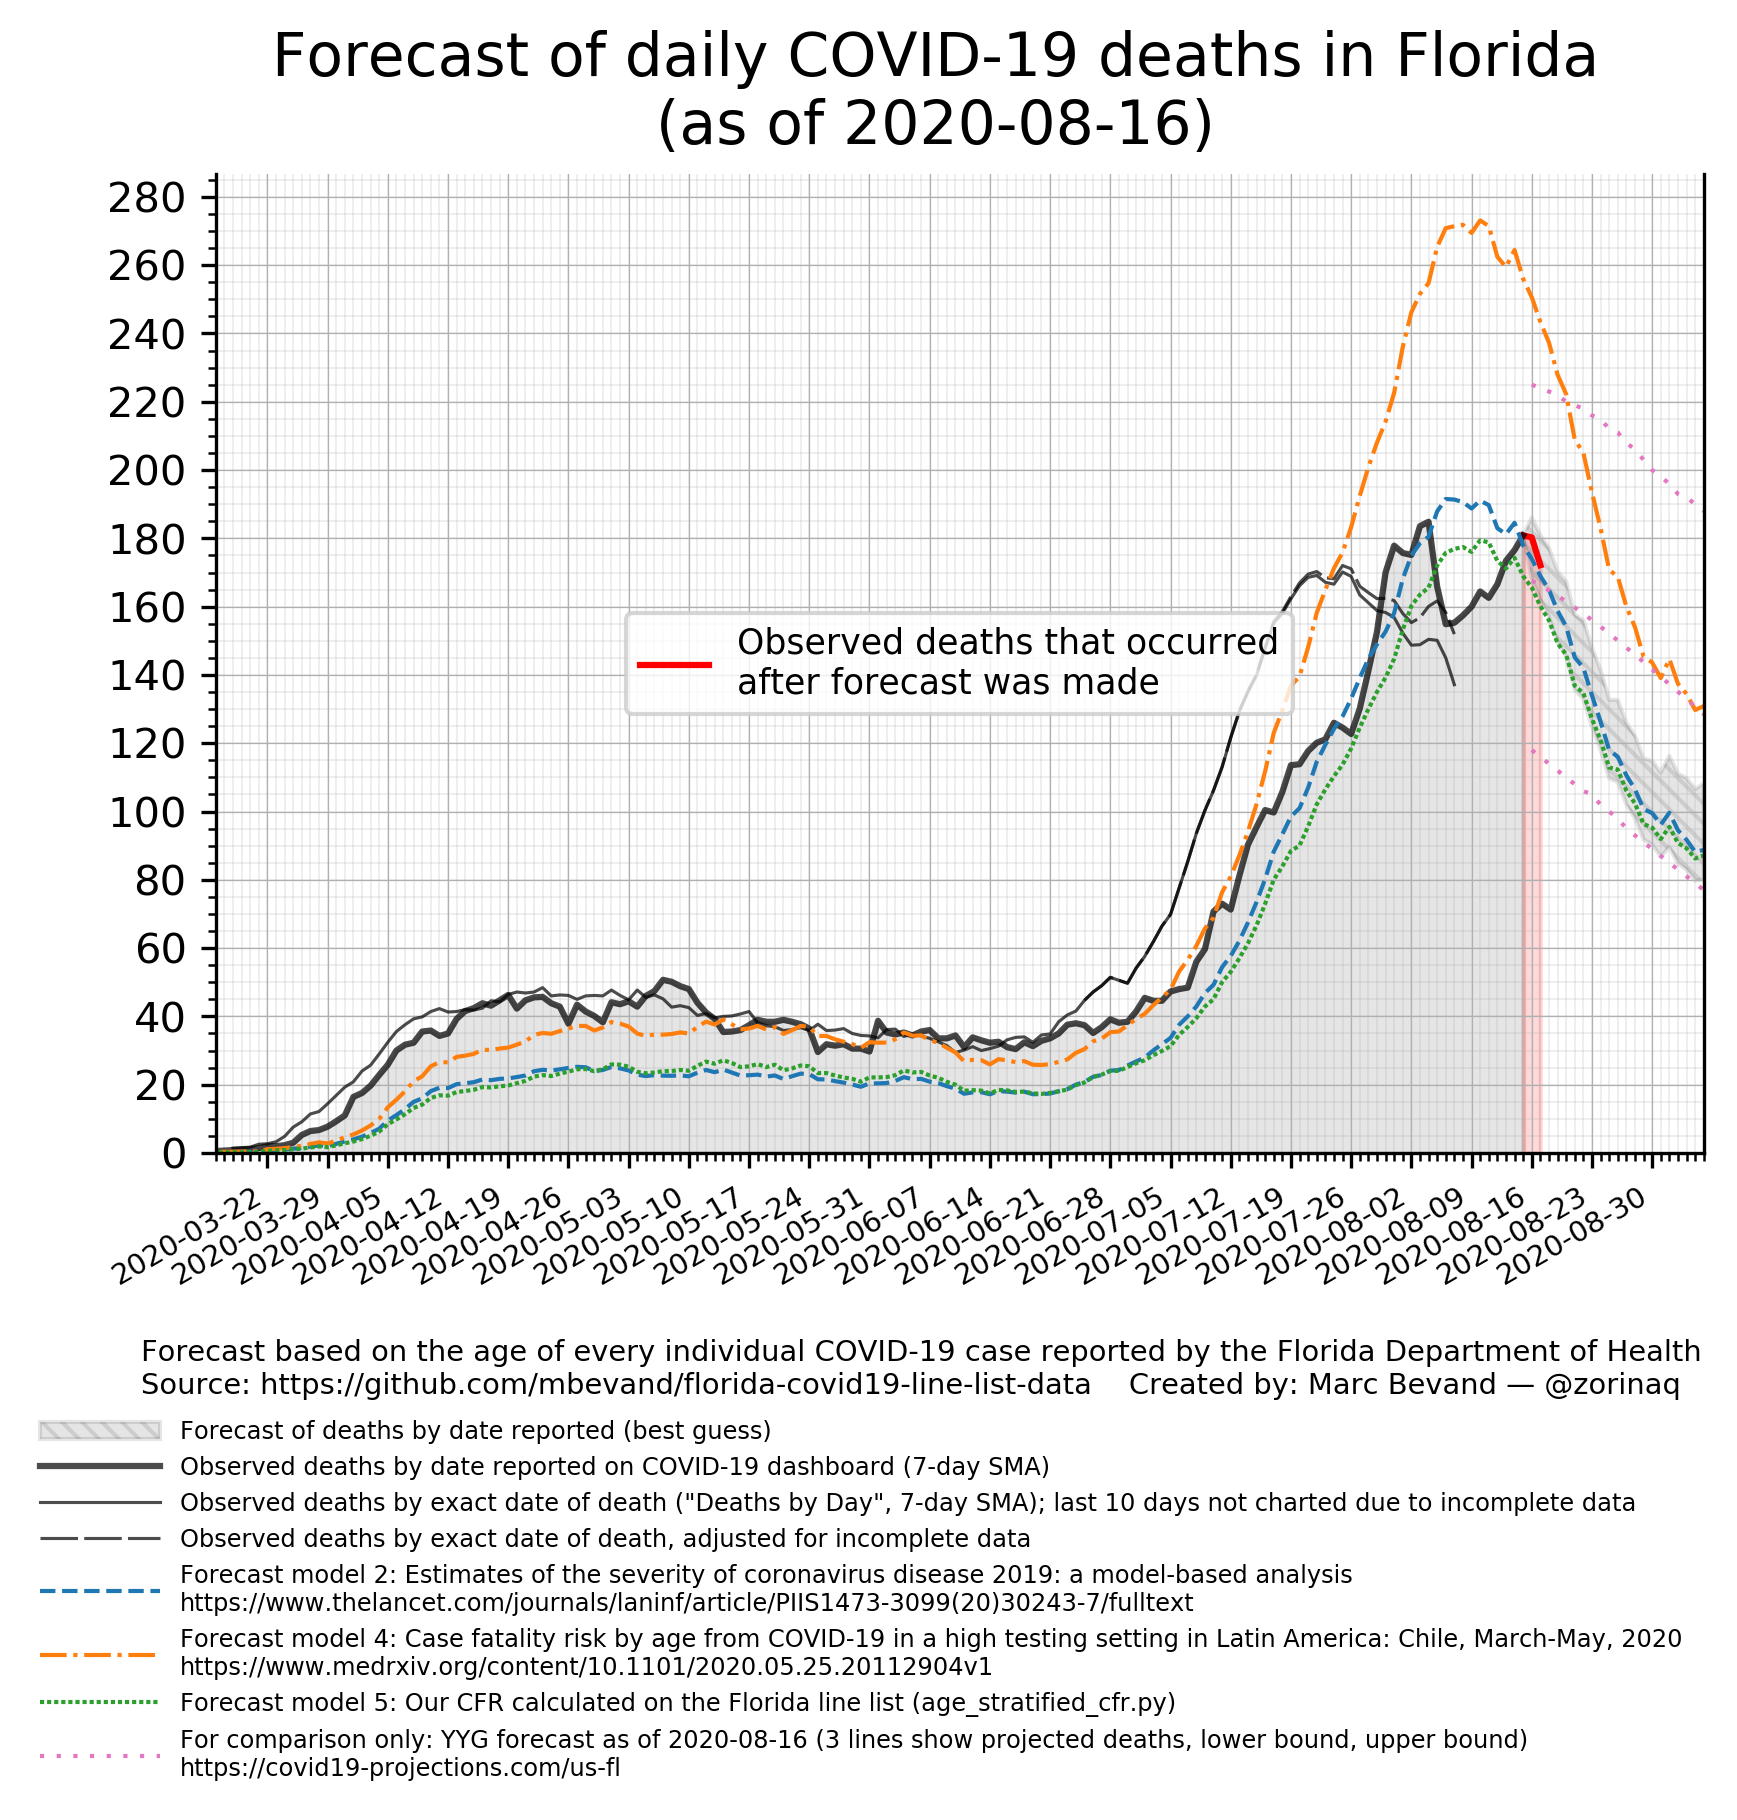 Forecast of daily COVID-19 deaths in Florida
(as of 2020-08-16)
280
260
240
220
200
180
160
140
120
100
80
60
40
20
0
Observed deaths that occurred
after forecast was made
2020-03-22
2020-03-29
2020-04-05
2020-04-12
2020-04-19
2020-04-26
2020-05-03
2020-05-10
2020-05-17
2020-05-24
2020-05-31
2020-06-07
2020-06-14
2020-06-21
2020-06-28
2020-07-05
2020-07-12
2020-07-19
2020-07-26
2020-08-02
2020-08-09
2020-08-16
2020-08-23
2020-08-30
Forecast based on the age of every individual COVID-19 case reported by the Florida Department of Health
Source: https://github.com/mbevand/florida-covid19-line-list-data    Created by: Marc Bevand — @zorinaq
Forecast of deaths by date reported (best guess)
Observed deaths by date reported on COVID-19 dashboard (7-day SMA)
Observed deaths by exact date of death ("Deaths by Day", 7-day SMA); last 10 days not charted due to incomplete data
Observed deaths by exact date of death, adjusted for incomplete data
Forecast model 2: Estimates of the severity of coronavirus disease 2019: a model-based analysis
https://www.thelancet.com/journals/laninf/article/PIIS1473-3099(20)30243-7/fulltext
Forecast model 4: Case fatality risk by age from COVID-19 in a high testing setting in Latin America: Chile, March-May, 2020
https://www.medrxiv.org/content/10.1101/2020.05.25.20112904v1
Forecast model 5: Our CFR calculated on the Florida line list (age_stratified_cfr.py)
For comparison only: YYG forecast as of 2020-08-16 (3 lines show projected deaths, lower bound, upper bound)
https://covid19-projections.com/us-fl